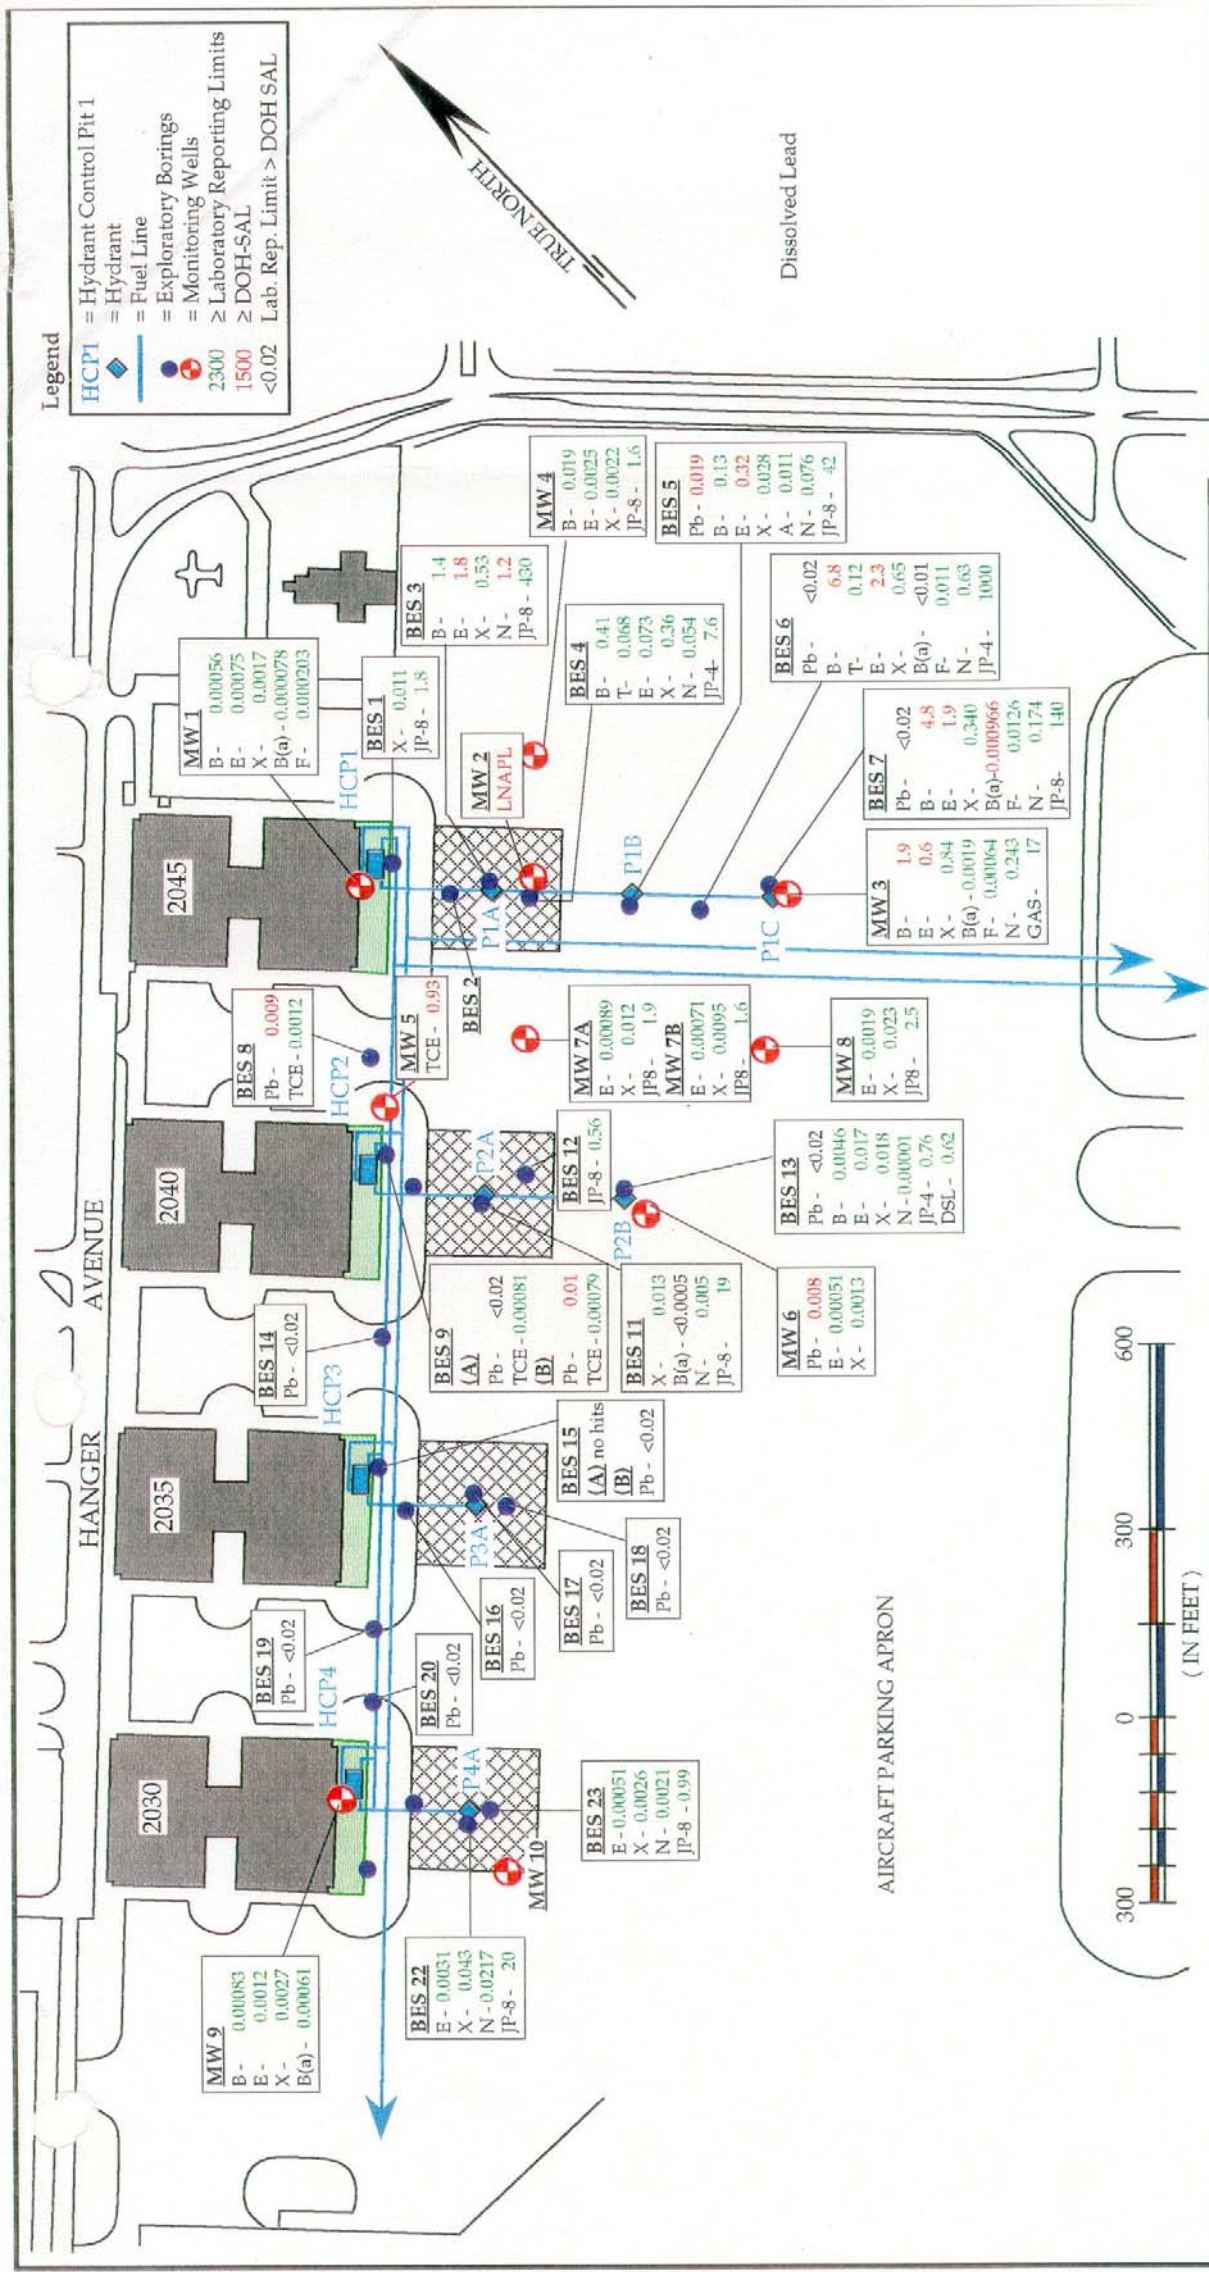 Legend
HCP1 = Hydrant Control Pit 1
= Hydrant
= Fuel Line
= Exploratory Borings
= Monitoring Wells
2300 ≥ Laboratory Reporting Limits
1500 ≥ DOH-SAL
<0.02 Lab. Rep. Limit > DOH SAL
TRUE NORTH
Dissolved Lead
HANGER AVENUE
2030
2035
2040
2045
HCP4
HCP3
HCP2
HCP1
MW 9
B - 0.00083
E - 0.0012
X - 0.0027
B(a) - 0.00061
BES 19
Pb - <0.02
BES 14
Pb - <0.02
BES 8
Pb - 0.009
TCE - 0.0012
MW 1
B - 0.00056
E - 0.00075
X - 0.0017
B(a) - 0.000078
F - 0.000203
BES 1
X - 0.011
JP-8 - 1.8
BES 3
B - 1.4
E - 1.8
X - 0.53
N - 1.2
JP-8 - 430
MW 4
B - 0.019
E - 0.0025
X - 0.0022
JP-8 - 1.6
BES 22
E - 0.0031
X - 0.043
N - 0.0217
JP-8 - 20
P4A
MW 10
BES 23
E - 0.00051
X - 0.0026
N - 0.0021
JP-8 - 0.99
BES 20
Pb - <0.02
BES 16
Pb - <0.02
BES 17
Pb - <0.02
BES 18
Pb - <0.02
P3A
BES 15
(A) no hits
(B)
Pb - <0.02
BES 9
(A)
Pb - <0.02
TCE - 0.00081
(B)
Pb - 0.01
TCE - 0.00079
MW 5
TCE - 0.93
P2A
BES 11
X - 0.013
B(a) - <0.0005
N - 0.005
JP-8 - 19
BES 12
JP-8 - 0.56
P2B
MW 6
Pb - 0.008
E - 0.00051
X - 0.0013
BES 13
Pb - <0.02
B - 0.0046
E - 0.017
X - 0.018
N - 0.00001
JP-4 - 0.76
DSL - 0.62
BES 2
P1A
MW 2
LNAPL
BES 4
B - 0.41
T - 0.068
E - 0.073
X - 0.36
N - 0.054
JP-4 - 7.6
BES 5
Pb - 0.019
B - 0.13
E - 0.32
X - 0.028
A - 0.011
N - 0.076
JP-8 - 42
P1B
MW 7A
E - 0.00089
X - 0.012
JP8 - 1.9
MW 7B
E - 0.00071
X - 0.0095
JP8 - 1.6
MW 8
E - 0.0019
X - 0.023
JP8 - 2.5
P1C
MW 3
B - 1.9
E - 0.6
X - 0.84
B(a) - 0.0019
F - 0.00064
N - 0.243
GAS - 17
BES 7
Pb - <0.02
B - 4.8
E - 1.9
X - 0.340
B(a)-0.000966
F- 0.0126
N - 0.174
JP-8- 140
BES 6
Pb - <0.02
B - 6.8
T- 0.12
E - 2.3
X - 0.65
B(a) - <0.01
F- 0.011
N - 0.63
JP-4 - 1000
AIRCRAFT PARKING APRON
300 0 300 600
( IN FEET )